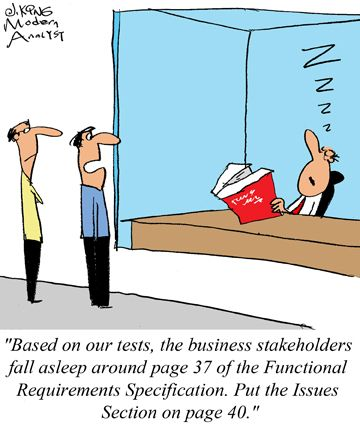 J.KING
Modern
Analyst
Z
Z
Z
Z
Z
"Based on our tests, the business stakeholders
fall asleep around page 37 of the Functional
Requirements Specification. Put the Issues
Section on page 40."